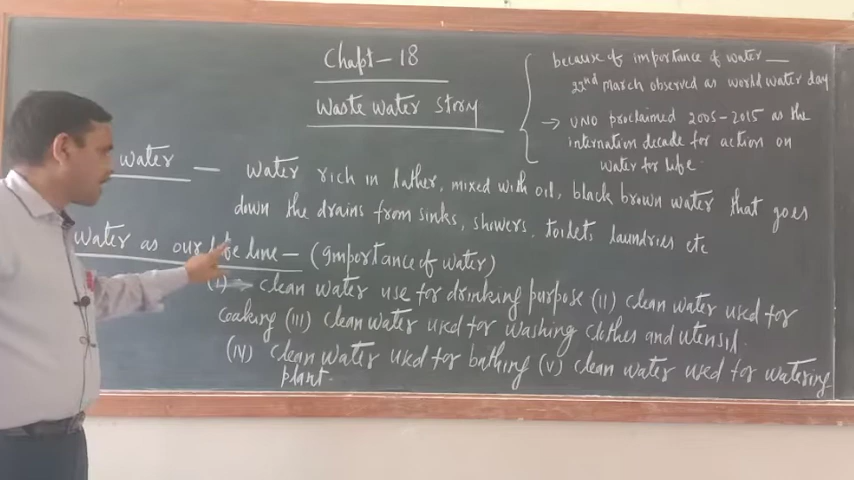 Chapt - 18
Waste water story
because of importance of water —
22nd March observed as world water day
→ UNO proclaimed 2005-2015 as the
internation decade for action on
water for life.
water — water rich in lather, mixed with oil, black brown water that goes
down the drains from sinks, showers, toilets, laundries etc
water as our life line - (Importance of water)
(I) → clean water use for drinking purpose (II) clean water used for
cooking (III) clean water used for washing clothes and utensil.
(IV) clean water used for bathing (V) clean water used for watering
plant.